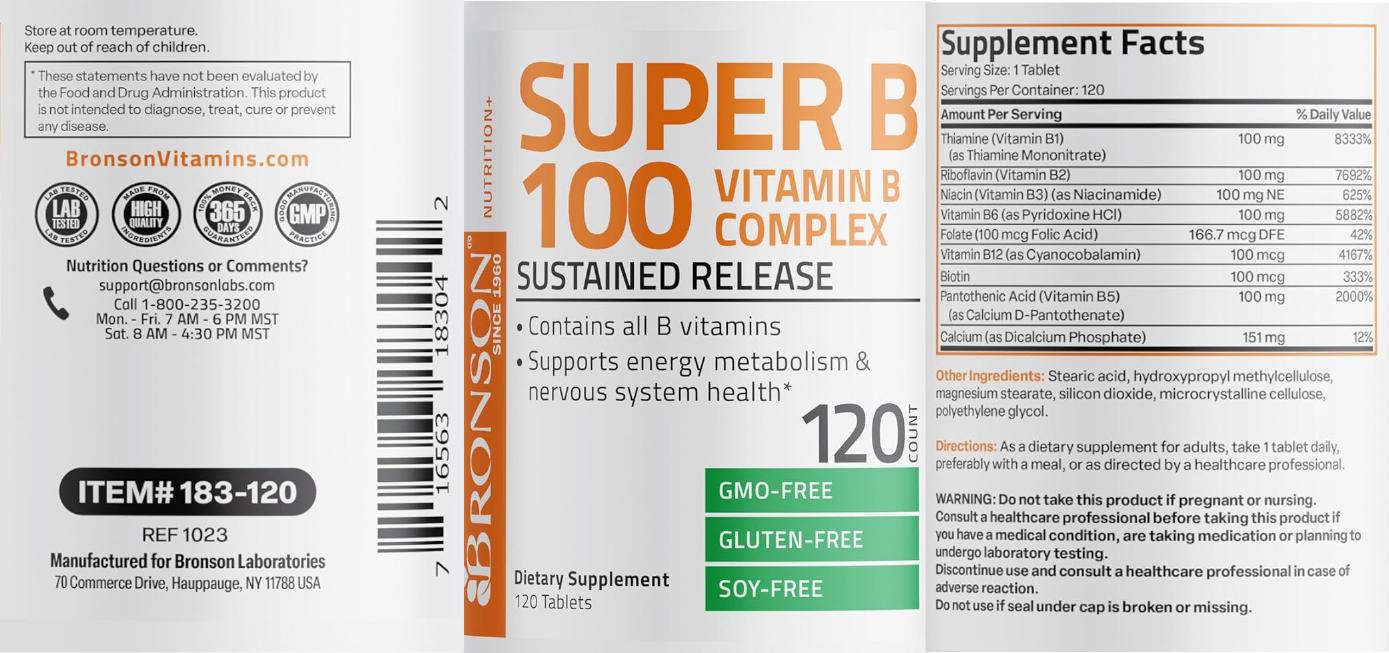 Store at room temperature.
Keep out of reach of children.
* These statements have not been evaluated by
the Food and Drug Administration. This product
is not intended to diagnose, treat, cure or prevent
any disease.
BronsonVitamins.com
LAB TESTED
LAB
TESTED
LAB TESTED
MADE FROM
HIGH
QUALITY
INGREDIENTS
100% MONEY BACK
365
DAYS
GUARANTEED
GOOD MANUFACTURING
GMP
PRACTICE
Nutrition Questions or Comments?
support@bronsonlabs.com
Call 1-800-235-3200
Mon. - Fri. 7 AM - 6 PM MST
Sat. 8 AM - 4:30 PM MST
ITEM# 183-120
REF 1023
Manufactured for Bronson Laboratories
70 Commerce Drive, Hauppauge, NY 11788 USA
7 16563 18304 2
BRONSON®
SINCE 1960
NUTRITION+
SUPER B
100 VITAMIN B
COMPLEX
SUSTAINED RELEASE
• Contains all B vitamins
• Supports energy metabolism &
nervous system health*
120 COUNT
GMO-FREE
GLUTEN-FREE
SOY-FREE
Dietary Supplement
120 Tablets
Supplement Facts
Serving Size: 1 Tablet
Servings Per Container: 120
Amount Per Serving % Daily Value
Thiamine (Vitamin B1) 100 mg 8333%
(as Thiamine Mononitrate)
Riboflavin (Vitamin B2) 100 mg 7692%
Niacin (Vitamin B3) (as Niacinamide) 100 mg NE 625%
Vitamin B6 (as Pyridoxine HCl) 100 mg 5882%
Folate (100 mcg Folic Acid) 166.7 mcg DFE 42%
Vitamin B12 (as Cyanocobalamin) 100 mcg 4167%
Biotin 100 mcg 333%
Pantothenic Acid (Vitamin B5) 100 mg 2000%
(as Calcium D-Pantothenate)
Calcium (as Dicalcium Phosphate) 151 mg 12%
Other Ingredients: Stearic acid, hydroxypropyl methylcellulose,
magnesium stearate, silicon dioxide, microcrystalline cellulose,
polyethylene glycol.
Directions: As a dietary supplement for adults, take 1 tablet daily,
preferably with a meal, or as directed by a healthcare professional.
WARNING: Do not take this product if pregnant or nursing.
Consult a healthcare professional before taking this product if
you have a medical condition, are taking medication or planning to
undergo laboratory testing.
Discontinue use and consult a healthcare professional in case of
adverse reaction.
Do not use if seal under cap is broken or missing.